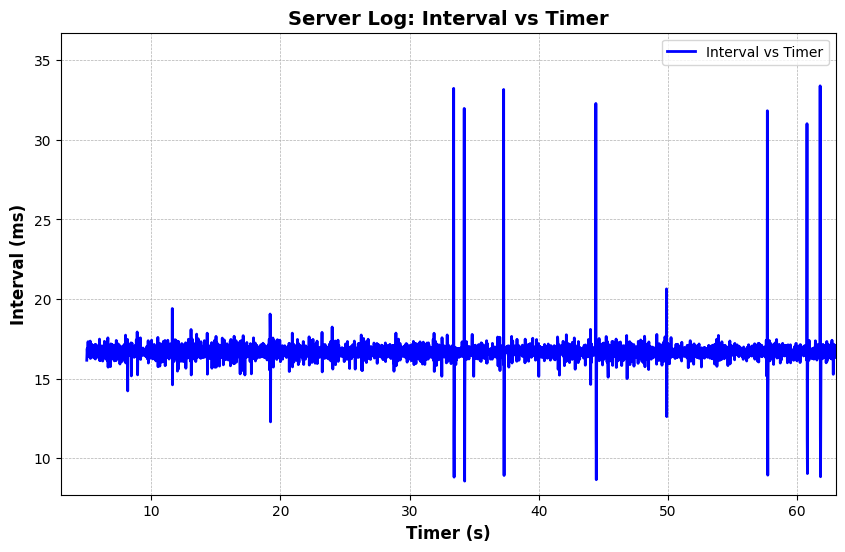 Server Log: Interval vs Timer
Interval vs Timer
35
30
25
20
15
10
Interval (ms)
10 20 30 40 50 60
Timer (s)